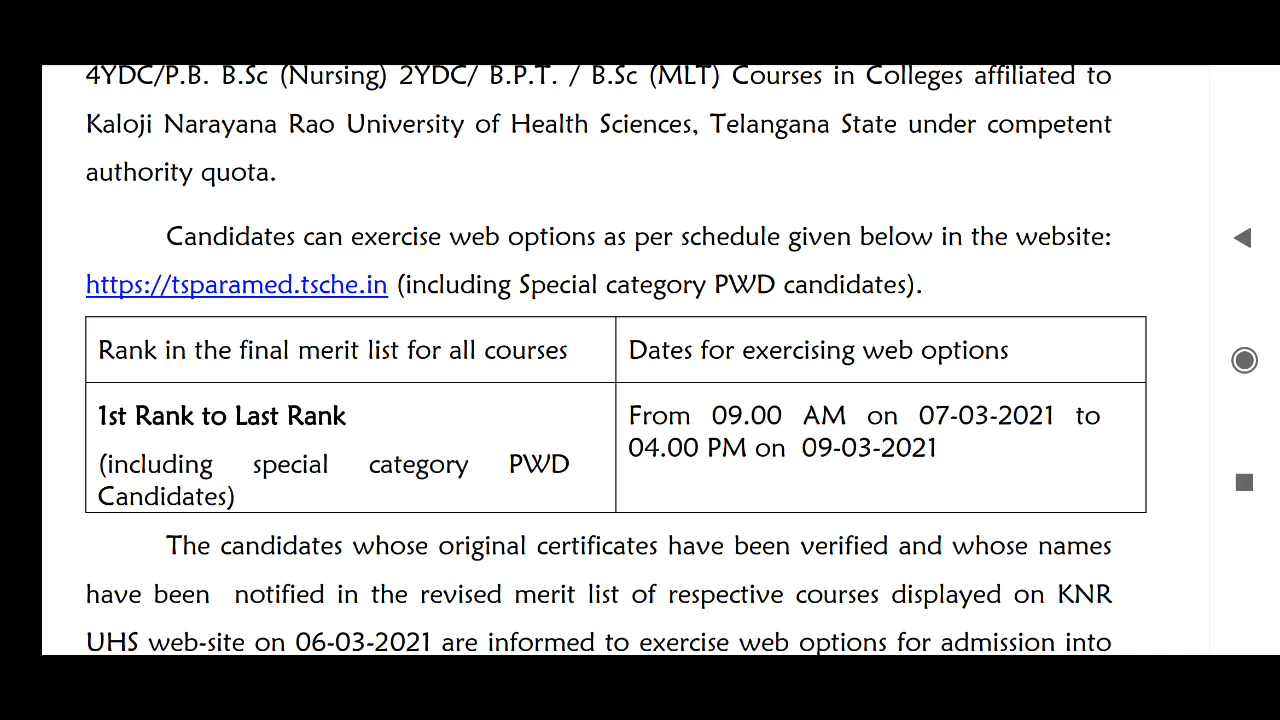 4YDC/P.B. B.Sc (Nursing) 2YDC/ B.P.T. / B.Sc (MLT) Courses in Colleges affiliated to
Kaloji Narayana Rao University of Health Sciences, Telangana State under competent
authority quota.
Candidates can exercise web options as per schedule given below in the website:
https://tsparamed.tsche.in (including Special category PWD candidates).
Rank in the final merit list for all courses
Dates for exercising web options
1st Rank to Last Rank
(including special category PWD
Candidates)
From 09.00 AM on 07-03-2021 to
04.00 PM on 09-03-2021
The candidates whose original certificates have been verified and whose names
have been notified in the revised merit list of respective courses displayed on KNR
UHS web-site on 06-03-2021 are informed to exercise web options for admission into